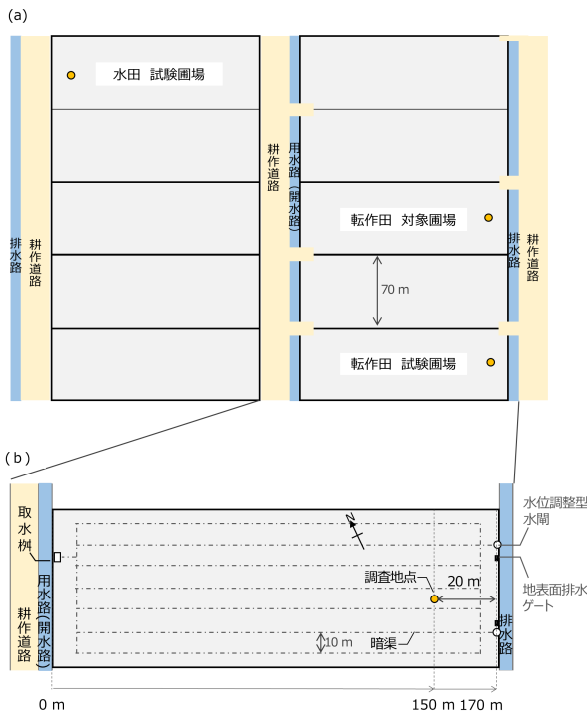 (a)
水田 試験圃場
耕作道路
用水路(開水路)
転作田 対象圃場
排水路
耕作道路
排水路
耕作道路
70 m
転作田 試験圃場
(b)
取水桝
N
水位調整型
水閘
調査地点
20 m
地表面排水
ゲート
用水路(開水路)
耕作道路
10 m
暗渠
排水路
0 m
150 m
170 m